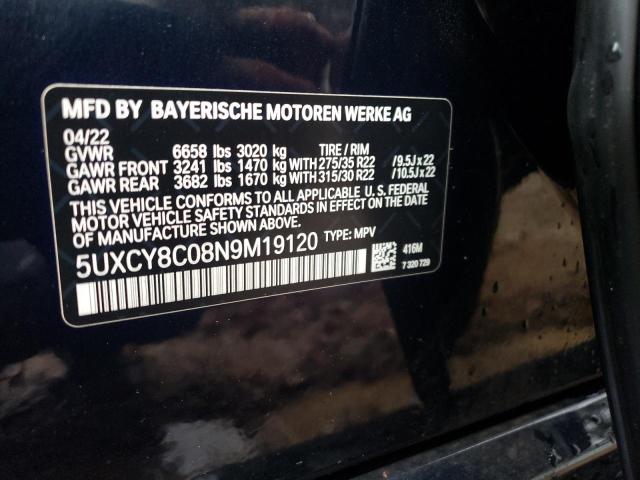 MFD BY BAYERISCHE MOTOREN WERKE AG
04/22
GVWR 6658 lbs 3020 kg TIRE / RIM
GAWR FRONT 3241 lbs 1470 kg WITH 275/35 R22 /9.5J x 22
GAWR REAR 3682 lbs 1670 kg WITH 315/30 R22 /10.5J x 22
THIS VEHICLE CONFORMS TO ALL APPLICABLE U.S. FEDERAL
MOTOR VEHICLE SAFETY STANDARDS IN EFFECT ON THE DATE
OF MANUFACTURE SHOWN ABOVE.
5UXCY8C08N9M19120 TYPE: MPV
416M
7 320 729